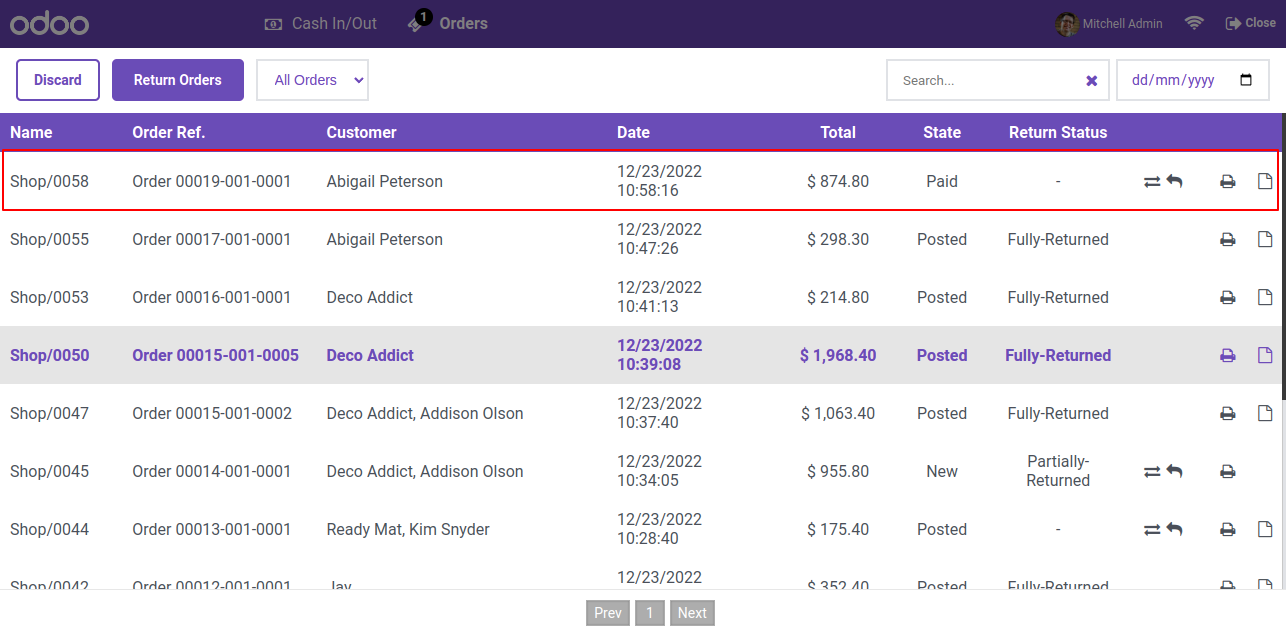 odoo Cash In/Out 1 Orders Mitchell Admin Close
Discard Return Orders All Orders Search... dd/mm/yyyy
Name Order Ref. Customer Date Total State Return Status
Shop/0058 Order 00019-001-0001 Abigail Peterson 12/23/2022 10:58:16 $ 874.80 Paid -
Shop/0055 Order 00017-001-0001 Abigail Peterson 12/23/2022 10:47:26 $ 298.30 Posted Fully-Returned
Shop/0053 Order 00016-001-0001 Deco Addict 12/23/2022 10:41:13 $ 214.80 Posted Fully-Returned
Shop/0050 Order 00015-001-0005 Deco Addict 12/23/2022 10:39:08 $ 1,968.40 Posted Fully-Returned
Shop/0047 Order 00015-001-0002 Deco Addict, Addison Olson 12/23/2022 10:37:40 $ 1,063.40 Posted Fully-Returned
Shop/0045 Order 00014-001-0001 Deco Addict, Addison Olson 12/23/2022 10:34:05 $ 955.80 New Partially-Returned
Shop/0044 Order 00013-001-0001 Ready Mat, Kim Snyder 12/23/2022 10:28:40 $ 175.40 Posted -
Shop/0042 Order 00012-001-0001 Jay 12/23/2022 $ 352.40 Posted Fully-Returned
Prev 1 Next